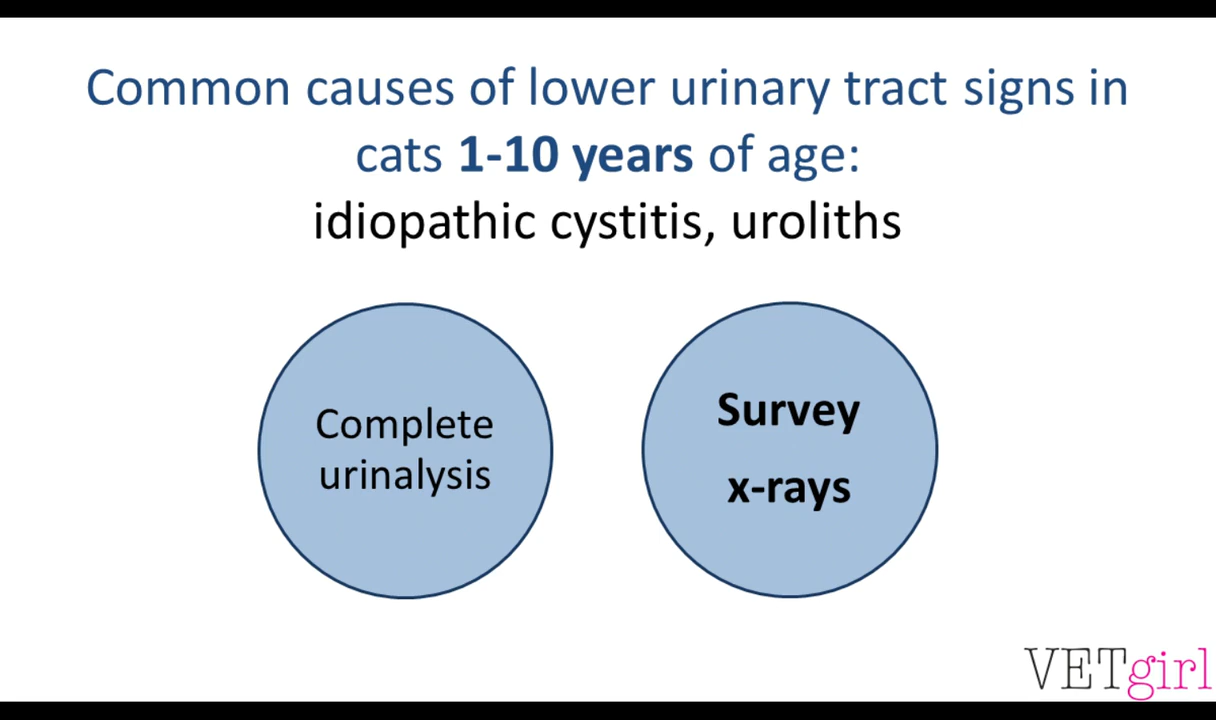 Common causes of lower urinary tract signs in
cats 1-10 years of age:
idiopathic cystitis, uroliths
Complete
urinalysis
Survey
x-rays
VETgirl